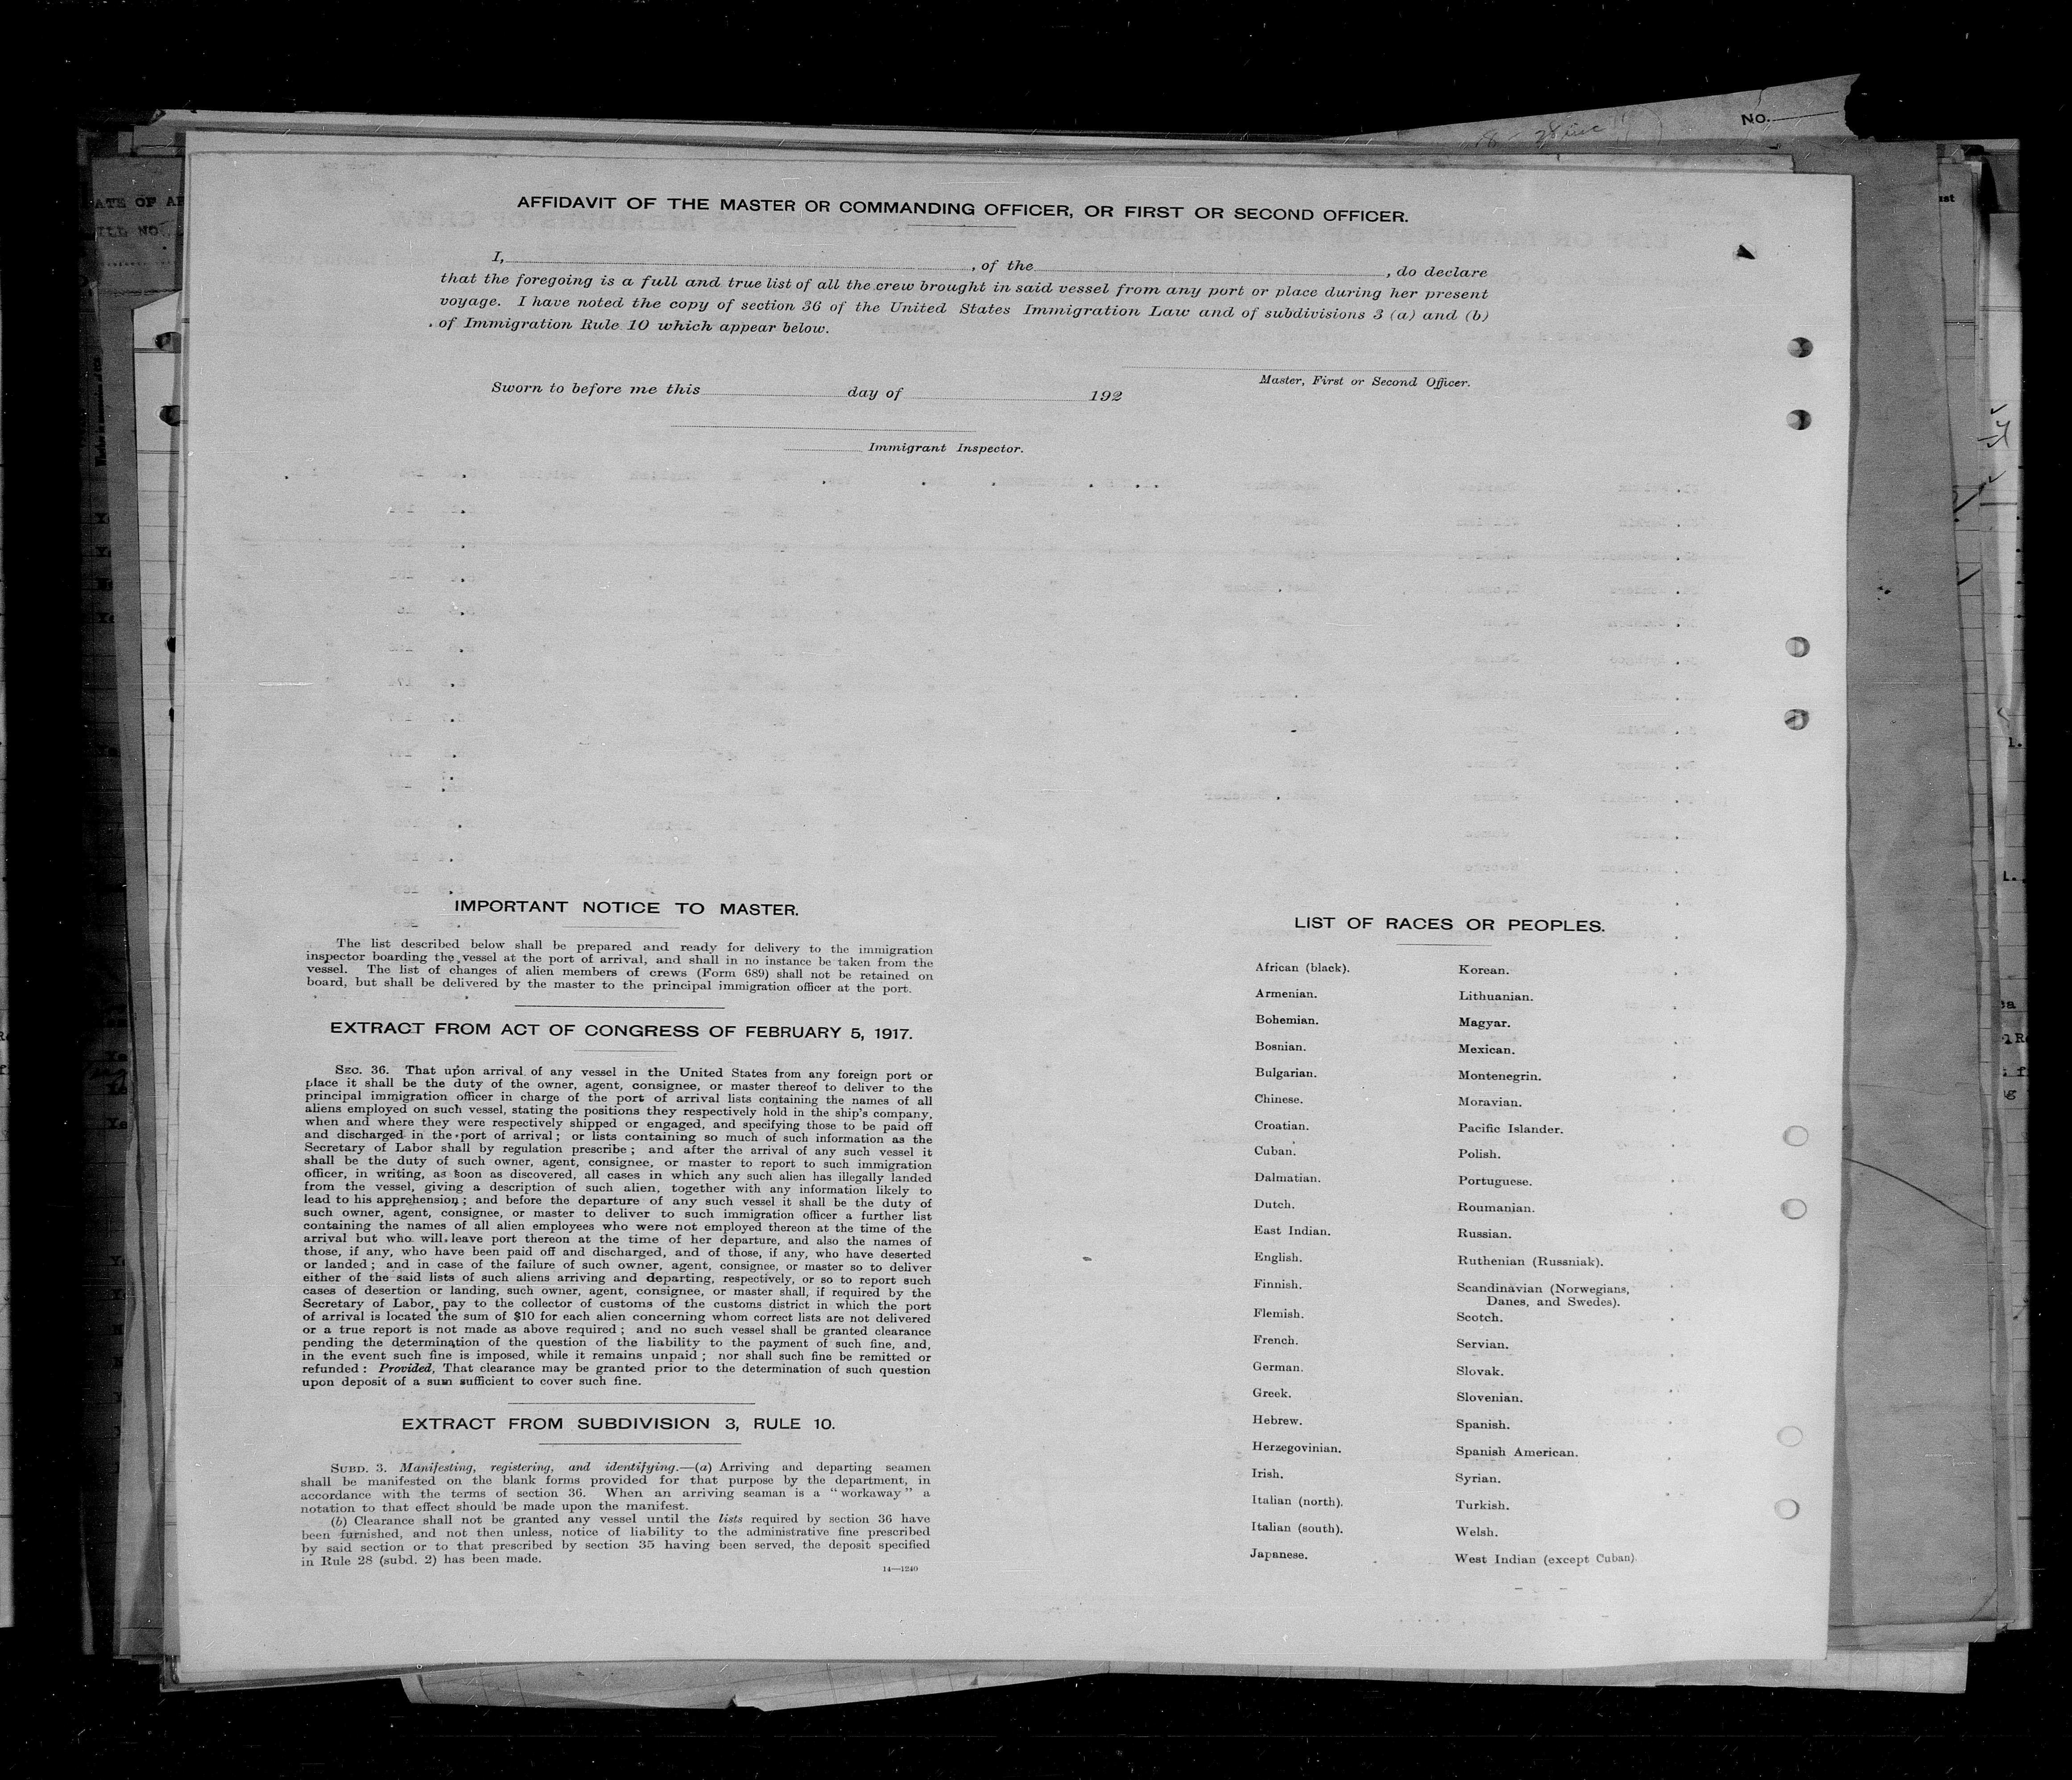 NO.
AFFIDAVIT OF THE MASTER OR COMMANDING OFFICER, OR FIRST OR SECOND OFFICER.
I, , of the , do declare
that the foregoing is a full and true list of all the crew brought in said vessel from any port or place during her present
voyage. I have noted the copy of section 36 of the United States Immigration Law and of subdivisions 3 (a) and (b)
of Immigration Rule 10 which appear below.
Master, First or Second Officer.
Sworn to before me this day of 192
Immigrant Inspector.
IMPORTANT NOTICE TO MASTER.
The list described below shall be prepared and ready for delivery to the immigration
inspector boarding the vessel at the port of arrival, and shall in no instance be taken from the
vessel. The list of changes of alien members of crews (Form 689) shall not be retained on
board, but shall be delivered by the master to the principal immigration officer at the port.
EXTRACT FROM ACT OF CONGRESS OF FEBRUARY 5, 1917.
SEC. 36. That upon arrival of any vessel in the United States from any foreign port or
place it shall be the duty of the owner, agent, consignee, or master thereof to deliver to the
principal immigration officer in charge of the port of arrival lists containing the names of all
aliens employed on such vessel, stating the positions they respectively hold in the ship's company,
when and where they were respectively shipped or engaged, and specifying those to be paid off
and discharged in the port of arrival; or lists containing so much of such information as the
Secretary of Labor shall by regulation prescribe; and after the arrival of any such vessel it
shall be the duty of such owner, agent, consignee, or master to report to such immigration
officer, in writing, as soon as discovered, all cases in which any such alien has illegally landed
from the vessel, giving a description of such alien, together with any information likely to
lead to his apprehension; and before the departure of any such vessel it shall be the duty of
such owner, agent, consignee, or master to deliver to such immigration officer a further list
containing the names of all alien employees who were not employed thereon at the time of the
arrival but who will leave port thereon at the time of her departure, and also the names of
those, if any, who have been paid off and discharged, and of those, if any, who have deserted
or landed; and in case of the failure of such owner, agent, consignee, or master so to deliver
either of the said lists of such aliens arriving and departing, respectively, or so to report such
cases of desertion or landing, such owner, agent, consignee, or master shall, if required by the
Secretary of Labor, pay to the collector of customs of the customs district in which the port
of arrival is located the sum of $10 for each alien concerning whom correct lists are not delivered
or a true report is not made as above required; and no such vessel shall be granted clearance
pending the determination of the question of the liability to the payment of such fine, and,
in the event such fine is imposed, while it remains unpaid; nor shall such fine be remitted or
refunded: Provided, That clearance may be granted prior to the determination of such question
upon deposit of a sum sufficient to cover such fine.
EXTRACT FROM SUBDIVISION 3, RULE 10.
SUBD. 3. Manifesting, registering, and identifying.—(a) Arriving and departing seamen
shall be manifested on the blank forms provided for that purpose by the department, in
accordance with the terms of section 36. When an arriving seaman is a "workaway" a
notation to that effect should be made upon the manifest.
(b) Clearance shall not be granted any vessel until the lists required by section 36 have
been furnished, and not then unless, notice of liability to the administrative fine prescribed
by said section or to that prescribed by section 35 having been served, the deposit specified
in Rule 28 (subd. 2) has been made.
14—1240
LIST OF RACES OR PEOPLES.
African (black).
Armenian.
Bohemian.
Bosnian.
Bulgarian.
Chinese.
Croatian.
Cuban.
Dalmatian.
Dutch.
East Indian.
English.
Finnish.
Flemish.
French.
German.
Greek.
Hebrew.
Herzegovinian.
Irish.
Italian (north).
Italian (south).
Japanese.
Korean.
Lithuanian.
Magyar.
Mexican.
Montenegrin.
Moravian.
Pacific Islander.
Polish.
Portuguese.
Roumanian.
Russian.
Ruthenian (Russniak).
Scandinavian (Norwegians,
Danes, and Swedes).
Scotch.
Servian.
Slovak.
Slovenian.
Spanish.
Spanish American.
Syrian.
Turkish.
Welsh.
West Indian (except Cuban).